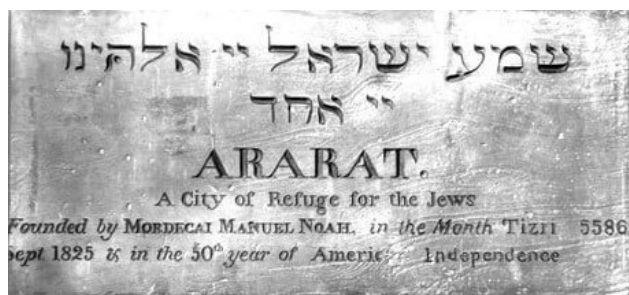 שמע ישראל יי אלהינו
יי אחד
ARARAT.
A City of Refuge for the Jews
Founded by MORDECAI MANUEL NOAH, in the Month TIZRI 5586
Sept 1825 & in the 50th year of Americ Independence